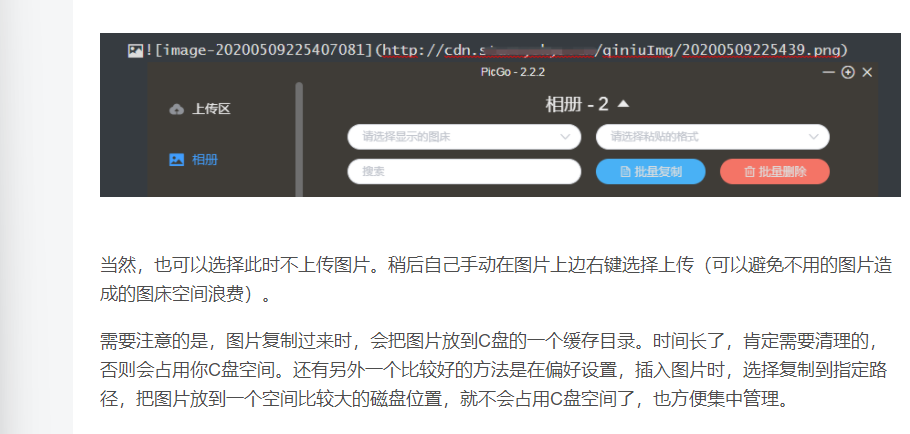 ![image-20200509225407081](http://cdn.s /qiniuImg/20200509225439.png)
PicGo - 2.2.2
上传区
相册 - 2
请选择显示的图床
请选择粘贴的格式
相册
搜索
批量复制
批量删除
当然，也可以选择此时不上传图片。稍后自己手动在图片上边右键选择上传（可以避免不用的图片造
成的图床空间浪费）。
需要注意的是，图片复制过来时，会把图片放到C盘的一个缓存目录。时间长了，肯定需要清理的，
否则会占用你C盘空间。还有另外一个比较好的方法是在偏好设置，插入图片时，选择复制到指定路
径，把图片放到一个空间比较大的磁盘位置，就不会占用C盘空间了，也方便集中管理。